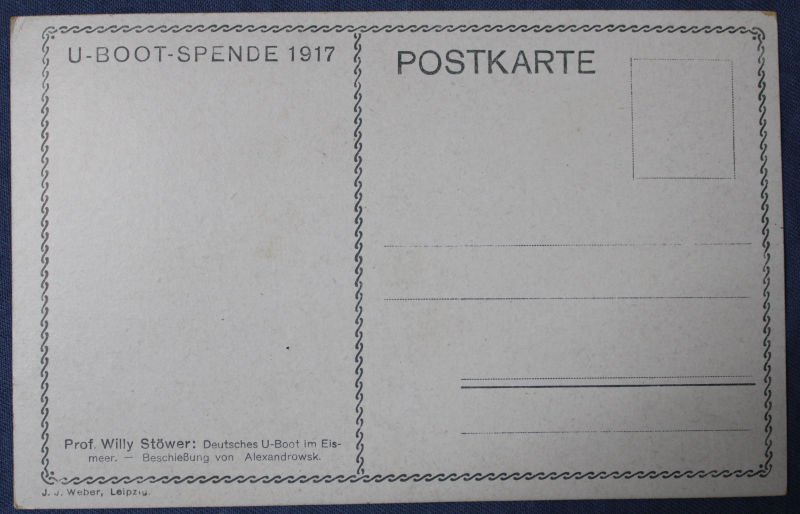 U-BOOT-SPENDE 1917
POSTKARTE
Prof. Willy Stöwer: Deutsches U-Boot im Eis-
meer. — Beschießung von Alexandrowsk.
J. J. Weber, Leipzig.